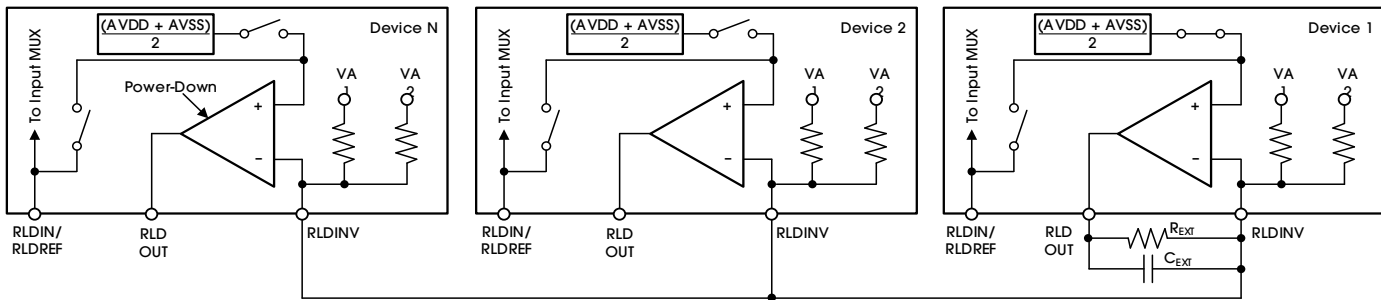 (AVDD + AVSS)
2
Device N
To Input MUX
Power-Down
VA
1
VA
2
+
−
RLDIN/
RLDREF
RLD
OUT
RLDINV
(AVDD + AVSS)
2
Device 2
To Input MUX
VA
1
VA
2
+
−
RLDIN/
RLDREF
RLD
OUT
RLDINV
(AVDD + AVSS)
2
Device 1
To Input MUX
VA
1
VA
2
+
−
RLDIN/
RLDREF
RLD
OUT
REXT
CEXT
RLDINV